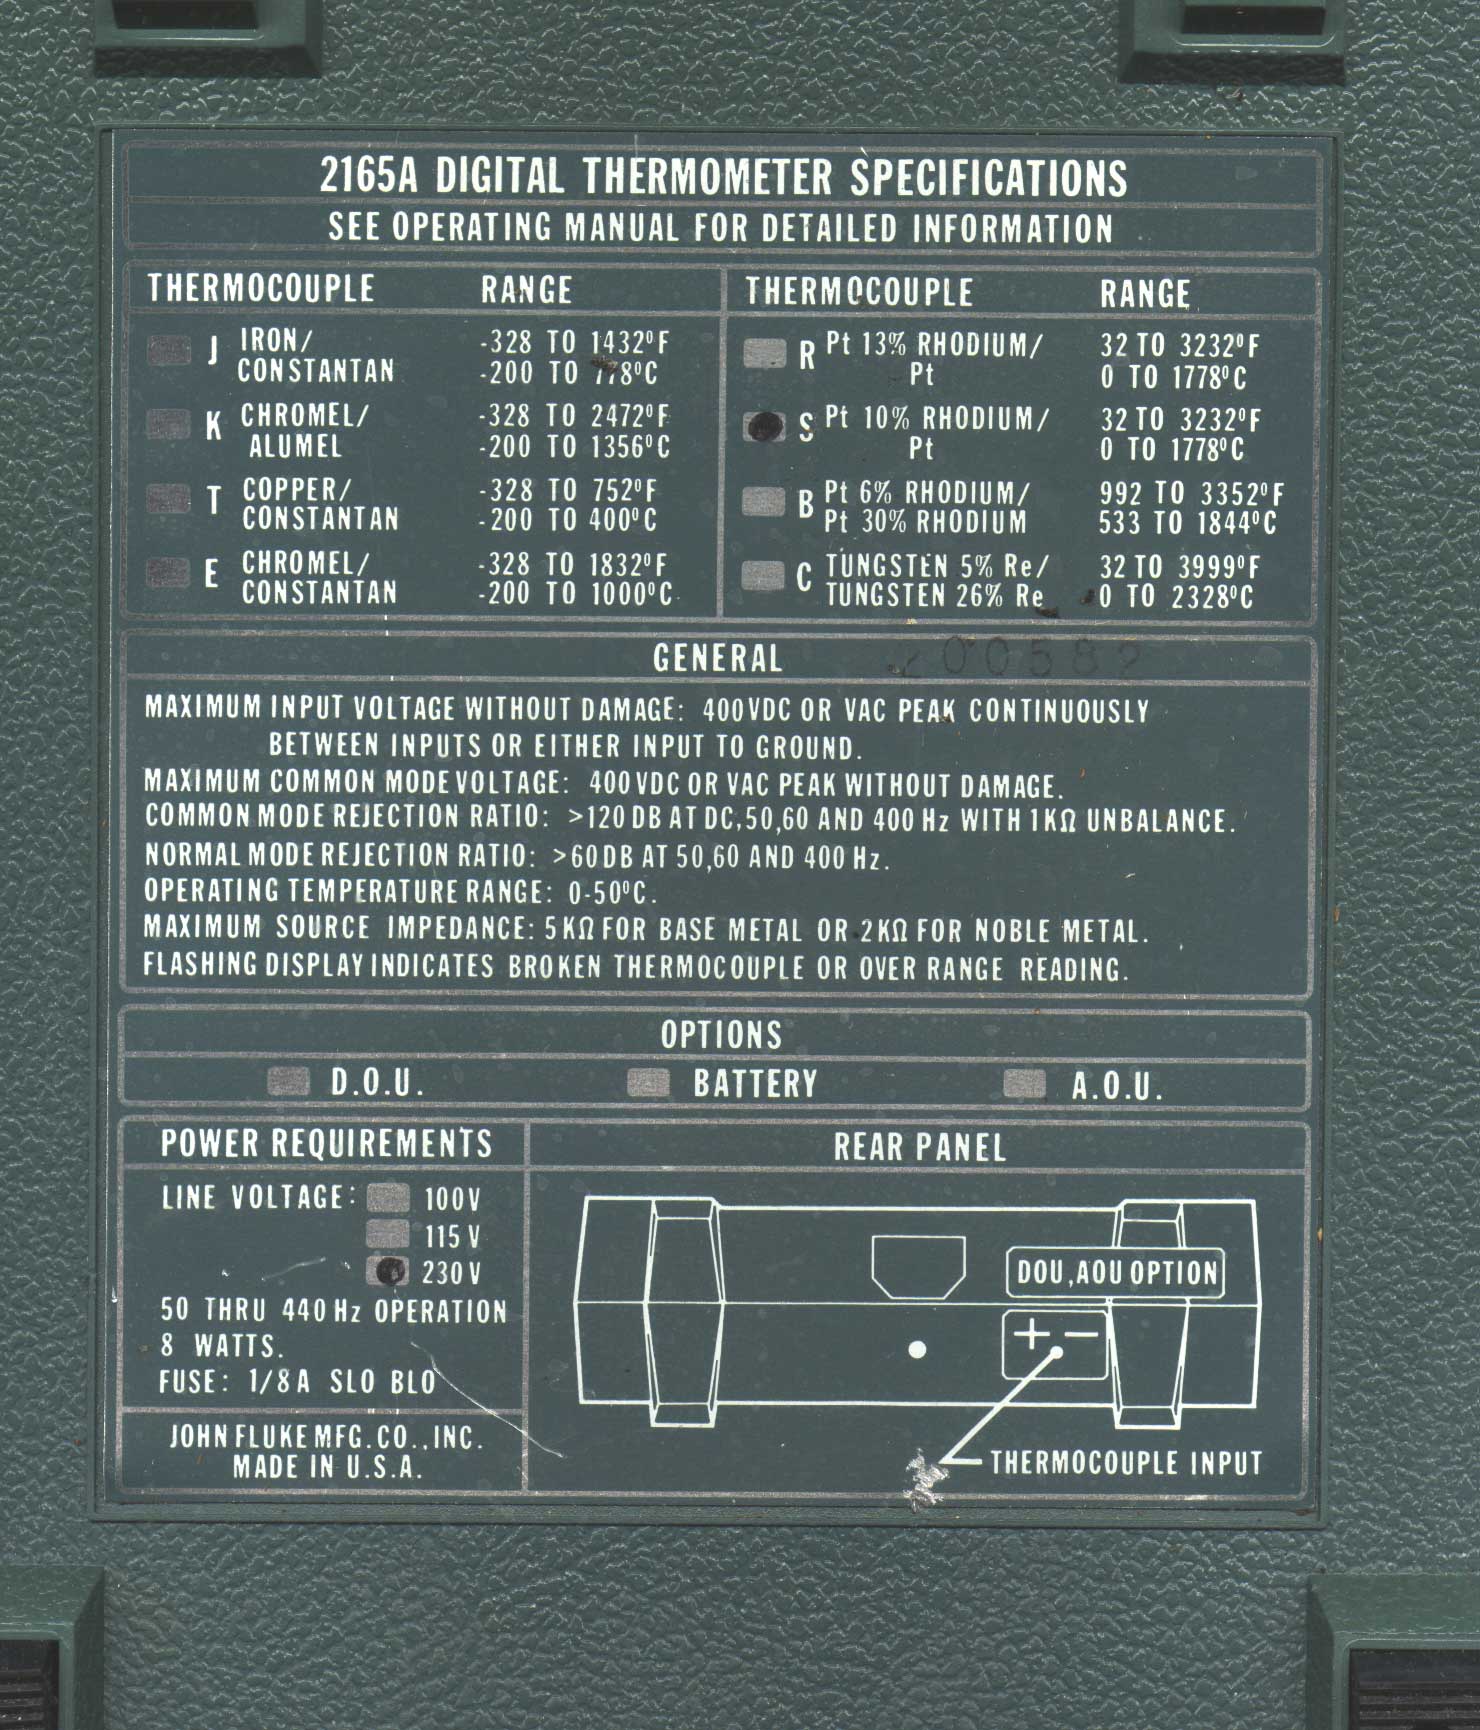 2165A DIGITAL THERMOMETER SPECIFICATIONS
SEE OPERATING MANUAL FOR DETAILED INFORMATION
THERMOCOUPLE RANGE
J IRON/ -328 TO 1432°F
CONSTANTAN -200 TO 778°C
K CHROMEL/ -328 TO 2472°F
ALUMEL -200 TO 1356°C
T COPPER/ -328 TO 752°F
CONSTANTAN -200 TO 400°C
E CHROMEL/ -328 TO 1832°F
CONSTANTAN -200 TO 1000°C
THERMOCOUPLE RANGE
R Pt 13% RHODIUM/ 32 TO 3232°F
Pt 0 TO 1778°C
S Pt 10% RHODIUM/ 32 TO 3232°F
Pt 0 TO 1778°C
B Pt 6% RHODIUM/ 992 TO 3352°F
Pt 30% RHODIUM 533 TO 1844°C
C TUNGSTEN 5% Re/ 32 TO 3999°F
TUNGSTEN 26% Re 0 TO 2328°C
GENERAL
MAXIMUM INPUT VOLTAGE WITHOUT DAMAGE: 400VDC OR VAC PEAK CONTINUOUSLY
BETWEEN INPUTS OR EITHER INPUT TO GROUND.
MAXIMUM COMMON MODE VOLTAGE: 400VDC OR VAC PEAK WITHOUT DAMAGE.
COMMON MODE REJECTION RATIO: >120 DB AT DC,50,60 AND 400 Hz WITH 1KΩ UNBALANCE.
NORMAL MODE REJECTION RATIO: >60DB AT 50,60 AND 400 Hz.
OPERATING TEMPERATURE RANGE: 0-50°C.
MAXIMUM SOURCE IMPEDANCE: 5KΩ FOR BASE METAL OR 2KΩ FOR NOBLE METAL.
FLASHING DISPLAY INDICATES BROKEN THERMOCOUPLE OR OVER RANGE READING.
OPTIONS
D.O.U. BATTERY A.O.U.
POWER REQUIREMENTS
LINE VOLTAGE: 100V
115V
230V
50 THRU 440Hz OPERATION
8 WATTS.
FUSE: 1/8A SLO BLO
JOHN FLUKE MFG. CO., INC.
MADE IN U.S.A.
REAR PANEL
DOU, AOU OPTION
+ −
THERMOCOUPLE INPUT